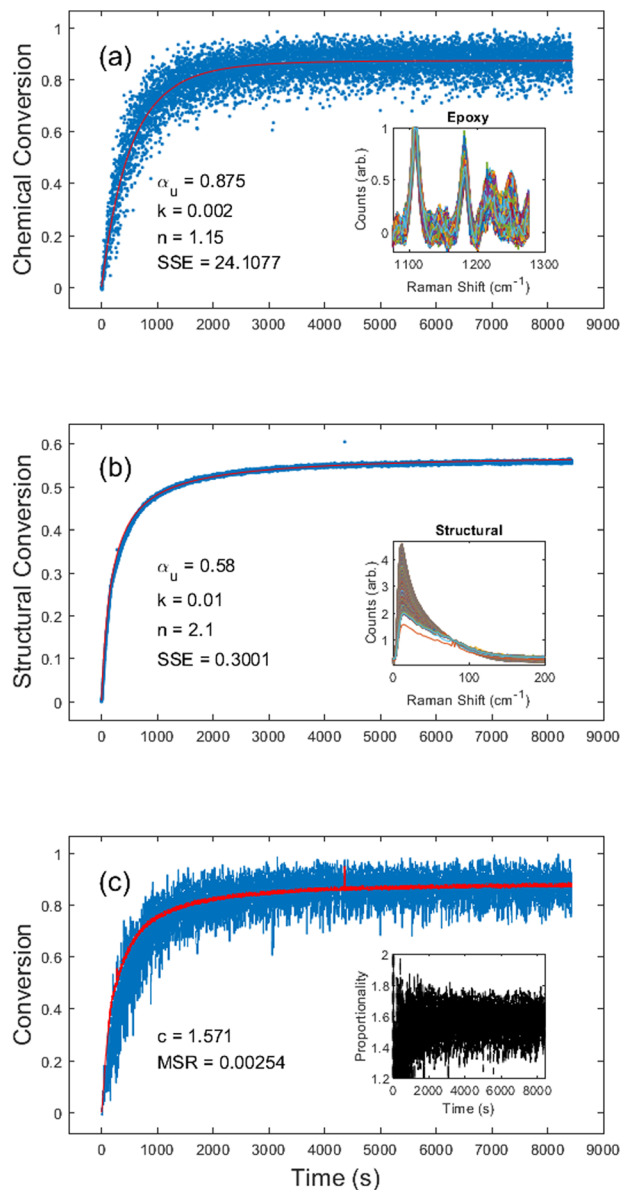 (a)
Chemical Conversion
1
0.8
0.6
0.4
0.2
0
0 1000 2000 3000 4000 5000 6000 7000 8000 9000
αu = 0.875
k = 0.002
n = 1.15
SSE = 24.1077
Epoxy
Counts (arb.)
1
0.5
0
1100 1200 1300
Raman Shift (cm-1)
(b)
Structural Conversion
0.6
0.5
0.4
0.3
0.2
0.1
0
0 1000 2000 3000 4000 5000 6000 7000 8000 9000
αu = 0.58
k = 0.01
n = 2.1
SSE = 0.3001
Structural
Counts (arb.)
4
3
2
1
0 100 200
Raman Shift (cm-1)
(c)
Conversion
1
0.8
0.6
0.4
0.2
0
0 1000 2000 3000 4000 5000 6000 7000 8000 9000
Time (s)
c = 1.571
MSR = 0.00254
Proportionality
2
1.8
1.6
1.4
1.2
0 2000 4000 6000 8000
Time (s)